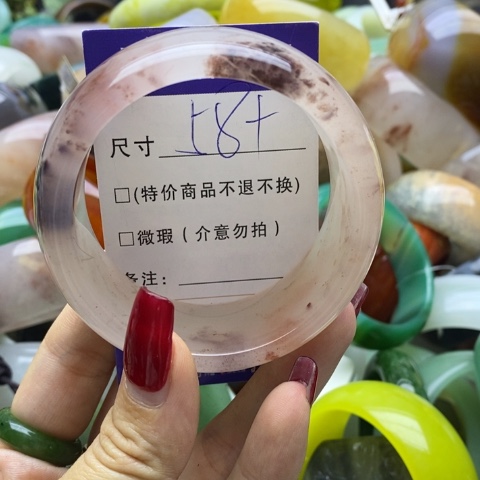 尺寸 58+
□(特价商品不退不换)
□微瑕(介意勿拍)
备注: